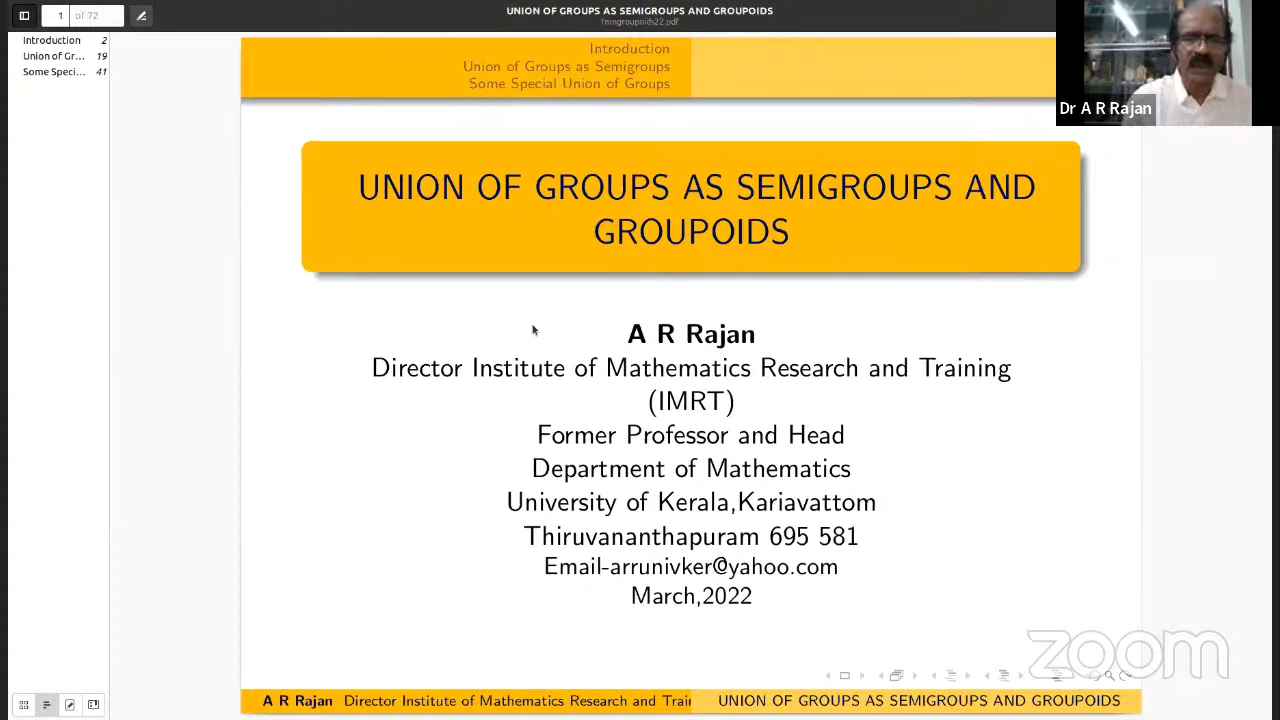 1 of 72
UNION OF GROUPS AS SEMIGROUPS AND GROUPOIDS
fmngroupoids22.pdf
Introduction 2
Union of Gr... 19
Some Speci... 41
Introduction
Union of Groups as Semigroups
Some Special Union of Groups
Dr A R Rajan
UNION OF GROUPS AS SEMIGROUPS AND
GROUPOIDS
A R Rajan
Director Institute of Mathematics Research and Training
(IMRT)
Former Professor and Head
Department of Mathematics
University of Kerala,Kariavattom
Thiruvananthapuram 695 581
Email-arrunivker@yahoo.com
March,2022
zoom
A R Rajan Director Institute of Mathematics Research and Trai
UNION OF GROUPS AS SEMIGROUPS AND GROUPOIDS